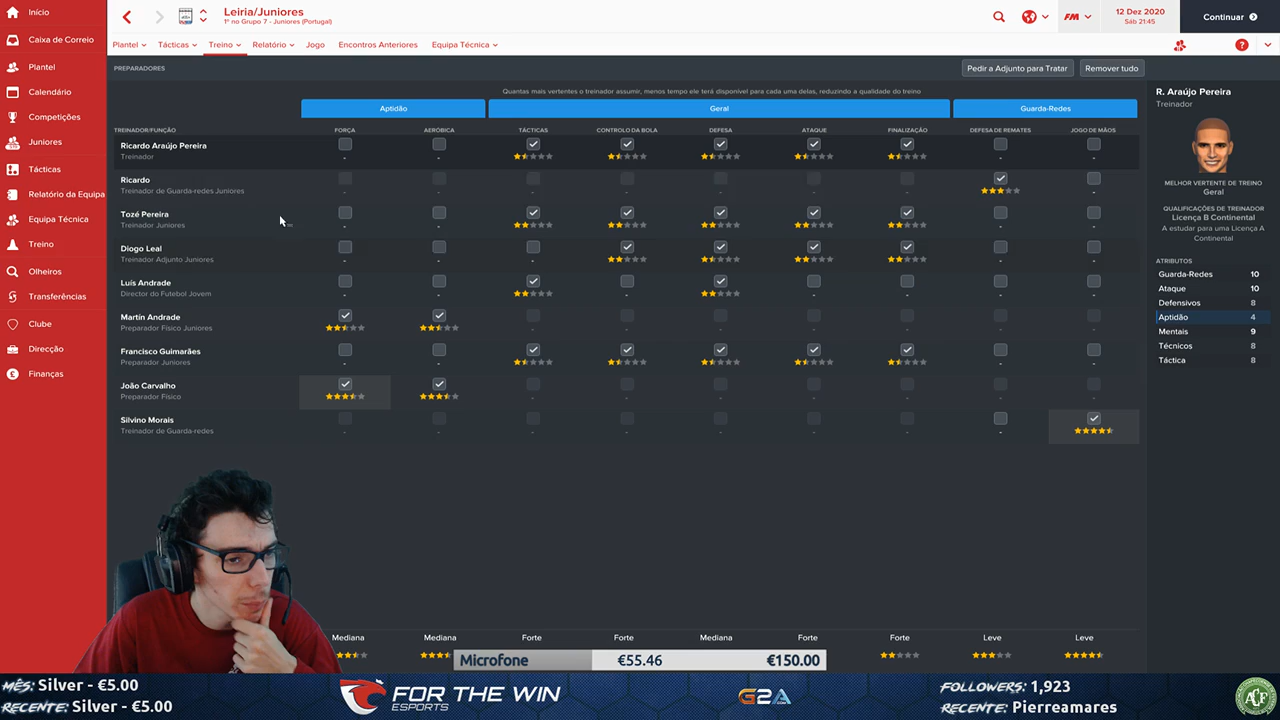 Início
Caixa de Correio
Plantel
Calendário
Competições
Juniores
Tácticas
Relatório da Equipa
Equipa Técnica
Treino
Olheiros
Transferências
Clube
Direcção
Finanças
Leiria/Juniores
1º no Grupo 7 - Juniores (Portugal)
FM
12 Dez 2020
Sáb 21:45
Continuar
Plantel Tácticas Treino Relatório Jogo Encontros Anteriores Equipa Técnica
?
PREPARADORES
Pedir a Adjunto para Tratar
Remover tudo
Quantas mais vertentes o treinador assumir, menos tempo ele terá disponível para cada uma delas, reduzindo a qualidade do treino
Aptidão Geral Guarda-Redes
TREINADOR/FUNÇÃO FORÇA AERÓBICA TÁCTICAS CONTROLO DA BOLA DEFESA ATAQUE FINALIZAÇÃO DEFESA DE REMATES JOGO DE MÃOS
Ricardo Araújo Pereira
Treinador
Ricardo
Treinador de Guarda-redes Juniores
Tozé Pereira
Treinador Juniores
Diogo Leal
Treinador Adjunto Juniores
Luís Andrade
Director do Futebol Jovem
Martín Andrade
Preparador Físico Juniores
Francisco Guimarães
Preparador Juniores
João Carvalho
Preparador Físico
Silvino Morais
Treinador de Guarda-redes
Mediana Mediana Forte Forte Mediana Forte Forte Leve Leve
R. Araújo Pereira
Treinador
MELHOR VERTENTE DE TREINO
Geral
QUALIFICAÇÕES DE TREINADOR
Licença B Continental
A estudar para uma Licença A
Continental
ATRIBUTOS
Guarda-Redes 10
Ataque 10
Defensivos 8
Aptidão 4
Mentais 9
Técnicos 8
Táctica 8
Microfone €55.46 €150.00
MÊS: Silver - €5.00
RECENTE: Silver - €5.00
FOR THE WIN
ESPORTS
G2A
FOLLOWERS: 1,923
RECENTE: Pierreamares
ACF